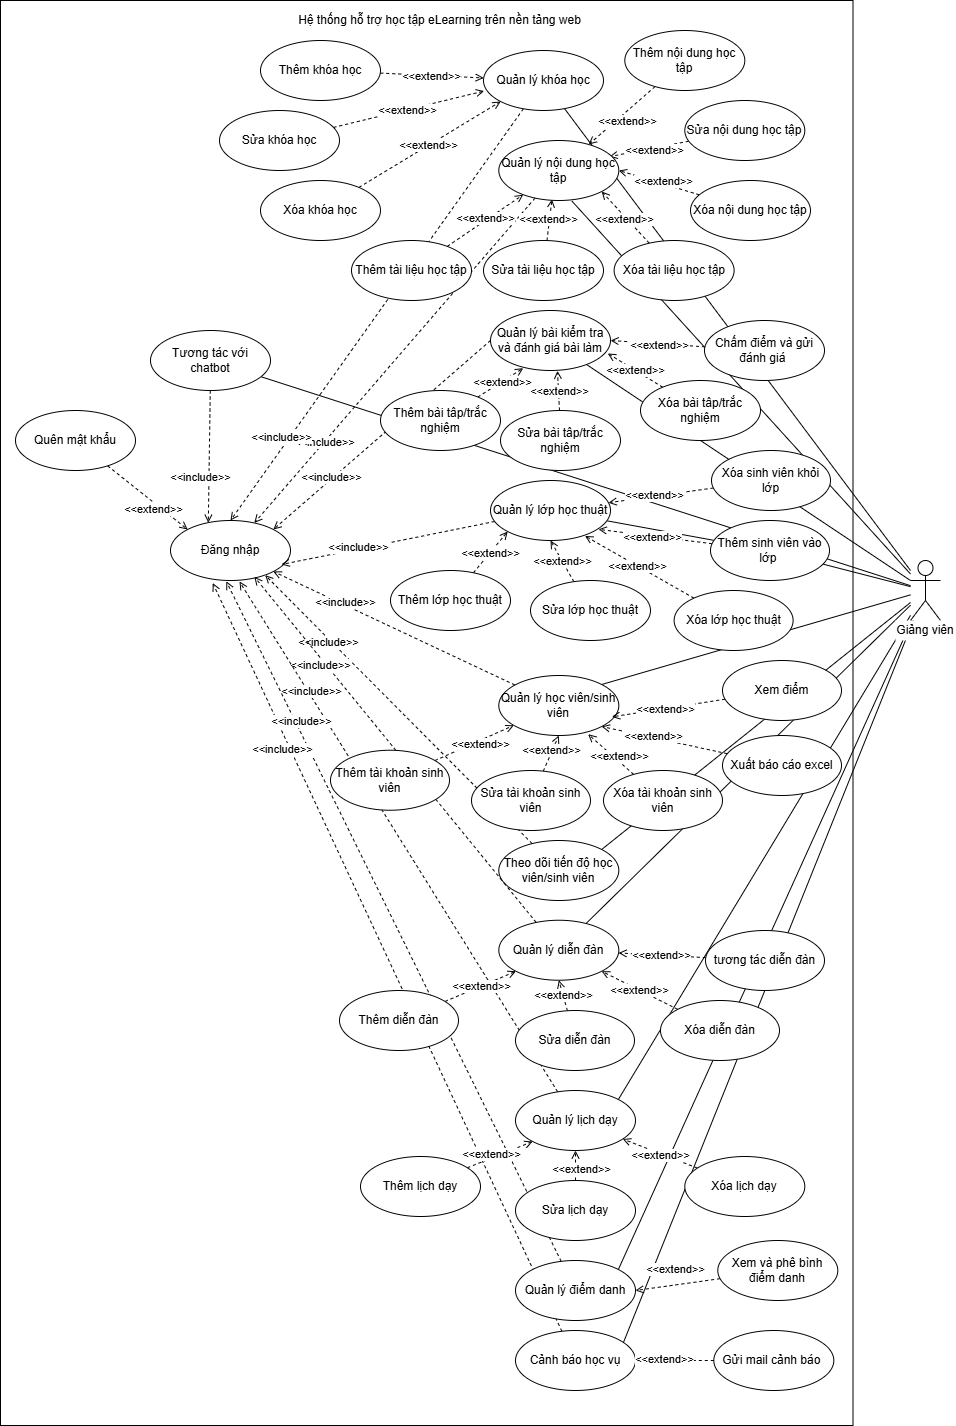 Hệ thống hỗ trợ học tập eLearning trên nền tảng web
Thêm khóa học
<<extend>>
Quản lý khóa học
Thêm nội dung học
tập
Sửa khóa học
<<extend>>
<<extend>>
Sửa nội dung học tập
Xóa khóa học
<<extend>>
Quản lý nội dung học
tập
<<extend>>
<<extend>>
Xóa nội dung học tập
<<extend>>
<<extend>>
<<extend>>
Thêm tài liệu học tập
Sửa tài liệu học tập
Xóa tài liệu học tập
Tương tác với
chatbot
Quản lý bài kiểm tra
và đánh giá bài làm
<<extend>>
Chấm điểm và gửi
đánh giá
<<extend>>
<<extend>>
Quên mật khẩu
Thêm bài tâp/trắc
nghiệm
Sửa bài tâp/trắc
nghiệm
Xóa bài tâp/trắc
nghiệm
<<include>>
<<include>>
<<include>>
<<include>>
Xóa sinh viên khỏi
lớp
<<extend>>
Quản lý lớp học thuật
<<extend>>
Đăng nhập
<<include>>
<<extend>>
Thêm sinh viên vào
lớp
<<extend>>
<<extend>>
<<extend>>
Thêm lớp học thuật
Sửa lớp học thuật
Xóa lớp học thuật
Giảng viên
<<include>>
<<include>>
<<include>>
<<include>>
<<include>>
<<include>>
Quản lý học viên/sinh
viên
<<extend>>
Xem điểm
<<extend>>
<<extend>>
<<extend>>
<<extend>>
Xuất báo cáo excel
Thêm tài khoản sinh
viên
Sửa tài khoản sinh
viên
Xóa tài khoản sinh
viên
Theo dõi tiến độ học
viên/sinh viên
Quản lý diễn đàn
<<extend>>
tương tác diễn đàn
<<extend>>
<<extend>>
<<extend>>
Thêm diễn đàn
Sửa diễn đàn
Xóa diễn đàn
Quản lý lịch dạy
<<extend>>
<<extend>>
<<extend>>
Thêm lịch dạy
Sửa lịch dạy
Xóa lịch dạy
Quản lý điểm danh
<<extend>>
Xem và phê bình
điểm danh
Cảnh báo học vụ
<<extend>>
Gửi mail cảnh báo